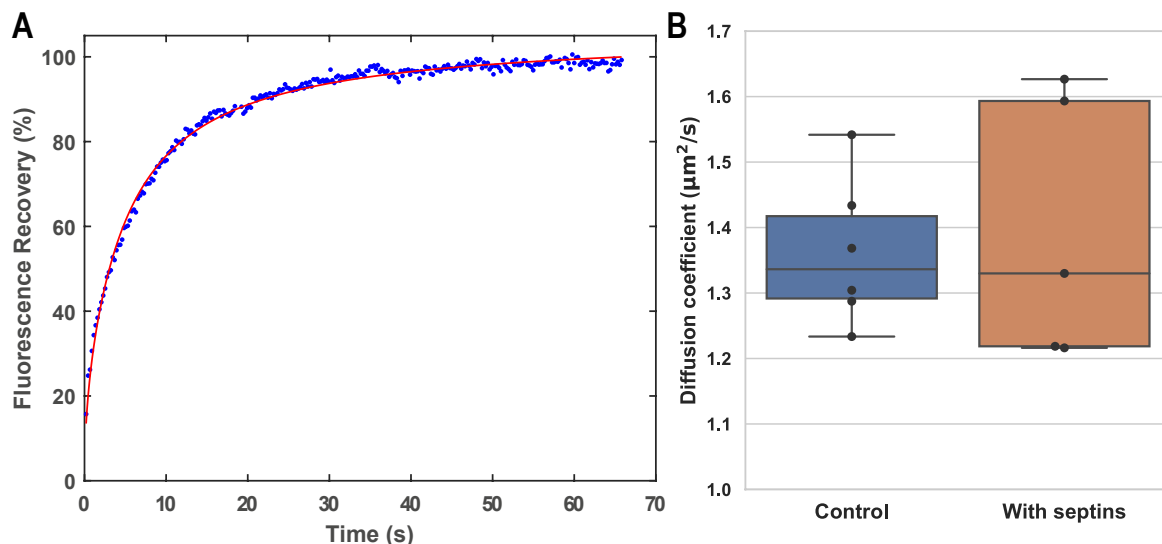 A
Fluorescence Recovery (%)
100
80
60
40
20
0
0 10 20 30 40 50 60 70
Time (s)
B
Diffusion coefficient (μm²/s)
1.7
1.6
1.5
1.4
1.3
1.2
1.1
1.0
Control With septins